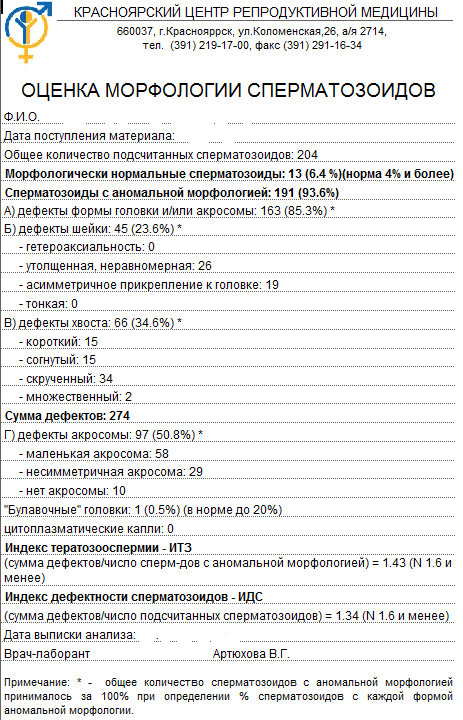 КРАСНОЯРСКИЙ ЦЕНТР РЕПРОДУКТИВНОЙ МЕДИЦИНЫ
660037, г.Краснояррск, ул.Коломенская,26, а/я 2714,
тел. (391) 219-17-00, факс (391) 291-16-34
ОЦЕНКА МОРФОЛОГИИ СПЕРМАТОЗОИДОВ
Ф.И.О.
Дата поступления материала:
Общее количество подсчитанных сперматозоидов: 204
Морфологически нормальные сперматозоиды: 13 (6.4 %)(норма 4% и более)
Сперматозоиды с аномальной морфологией: 191 (93.6%)
А) дефекты формы головки и/или акросомы: 163 (85.3%) *
Б) дефекты шейки: 45 (23.6%) *
- гетероаксиальность: 0
- утолщенная, неравномерная: 26
- асимметричное прикрепление к головке: 19
- тонкая: 0
В) дефекты хвоста: 66 (34.6%) *
- короткий: 15
- согнутый: 15
- скрученный: 34
- множественный: 2
Сумма дефектов: 274
Г) дефекты акросомы: 97 (50.8%) *
- маленькая акросома: 58
- несимметричная акросома: 29
- нет акросомы: 10
"Булавочные" головки: 1 (0.5%) (в норме до 20%)
цитоплазматические капли: 0
Индекс тератозооспермии - ИТЗ
(сумма дефектов/число сперм-дов с аномальной морфологией) = 1.43 (N 1.6 и
менее)
Индекс дефектности сперматозоидов - ИДС
(сумма дефектов/число подсчитанных сперматозоидов) = 1.34 (N 1.6 и менее)
Дата выписки анализа:
Врач-лаборант Артюхова В.Г.
Примечание: * - общее количество сперматозоидов с аномальной морфологией
принималось за 100% при определении % сперматозоидов с каждой формой
аномальной морфологии.